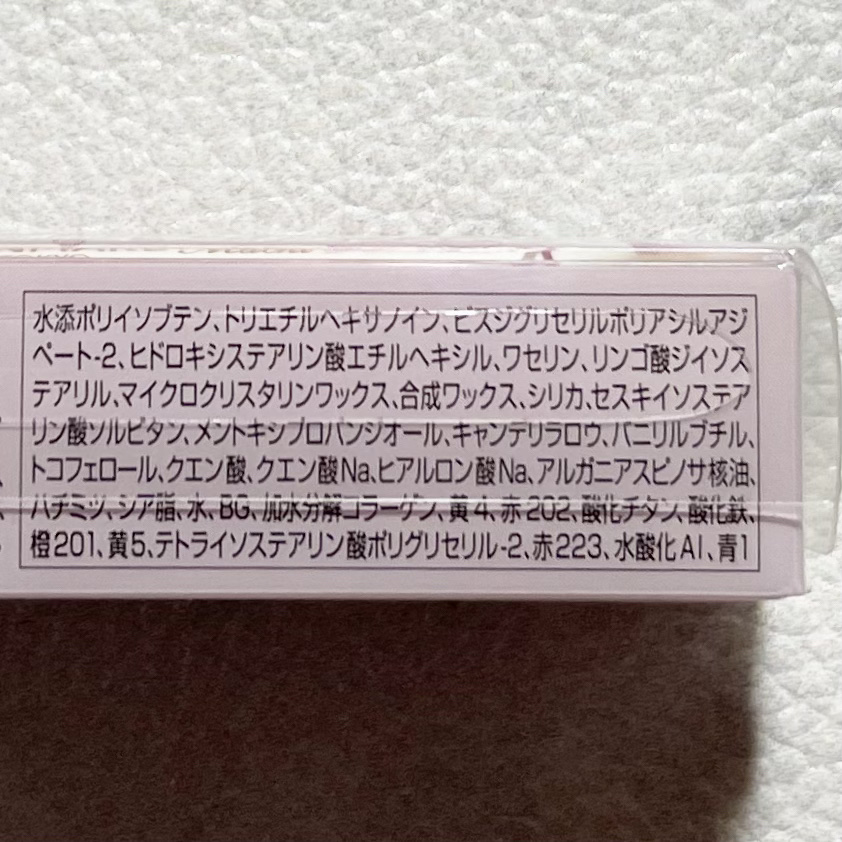 水添ポリイソブテン、トリエチルヘキサノイン、ビスジグリセリルポリアシルアジ
ペート-2、ヒドロキシステアリン酸エチルヘキシル、ワセリン、リンゴ酸ジイソス
テアリル、マイクロクリスタリンワックス、合成ワックス、シリカ、セスキイソステア
リン酸ソルビタン、メントキシプロパンジオール、キャンデリラロウ、バニリルブチル、
トコフェロール、クエン酸、クエン酸Na、ヒアルロン酸Na、アルガニアスピノサ核油、
ハチミツ、シア脂、水、BG、加水分解コラーゲン、黄4、赤202、酸化チタン、酸化鉄、
橙201、黄5、テトライソステアリン酸ポリグリセリル-2、赤223、水酸化Al、青1